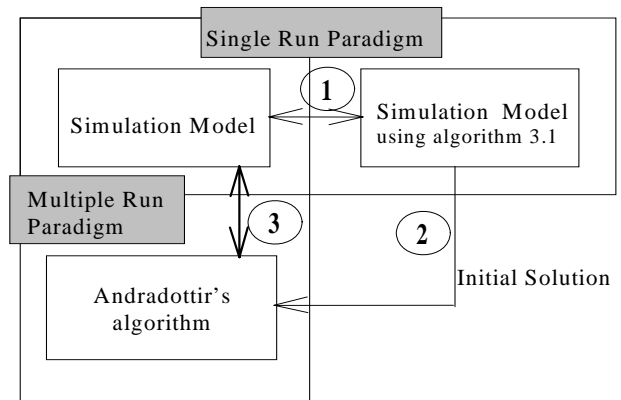 Single Run Paradigm
1
Simulation Model
Simulation Model
using algorithm 3.1
Multiple Run
Paradigm
3
2
Initial Solution
Andradottir's
algorithm